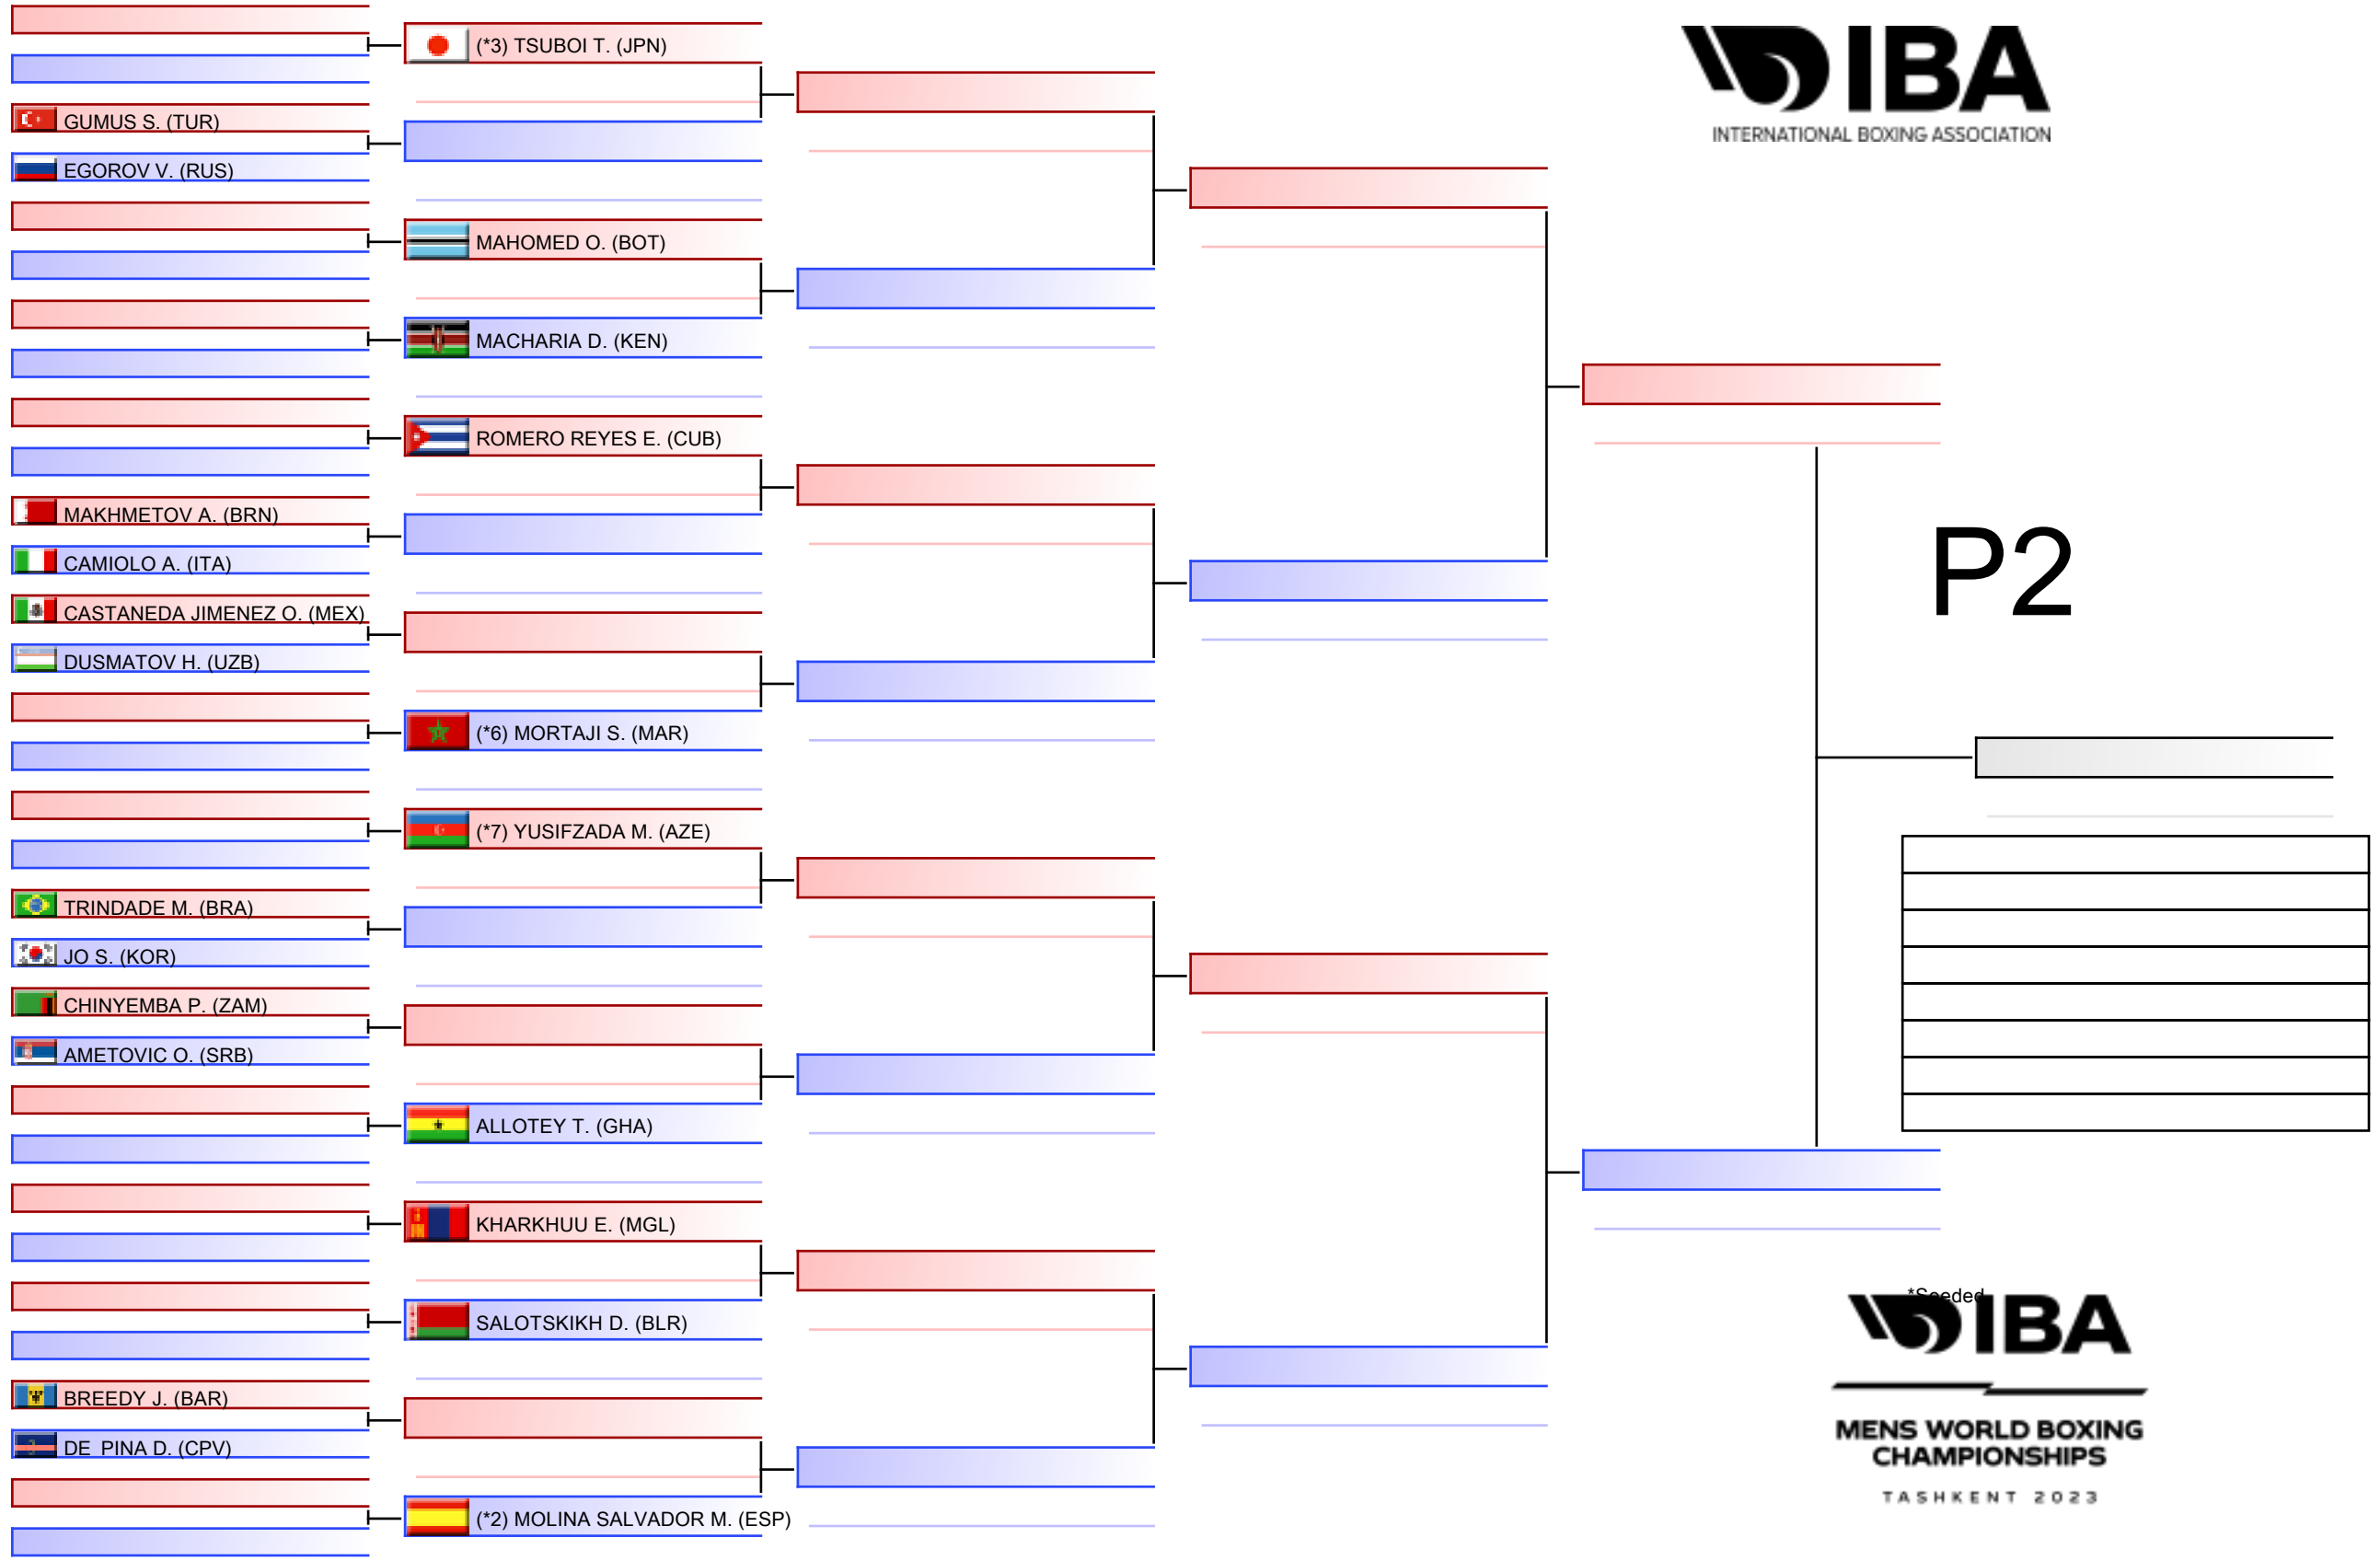 (*3) TSUBOI T. (JPN)
GUMUS S. (TUR)
EGOROV V. (RUS)
MAHOMED O. (BOT)
MACHARIA D. (KEN)
ROMERO REYES E. (CUB)
MAKHMETOV A. (BRN)
CAMIOLO A. (ITA)
CASTANEDA JIMENEZ O. (MEX)
DUSMATOV H. (UZB)
(*6) MORTAJI S. (MAR)
(*7) YUSIFZADA M. (AZE)
TRINDADE M. (BRA)
JO S. (KOR)
CHINYEMBA P. (ZAM)
AMETOVIC O. (SRB)
ALLOTEY T. (GHA)
KHARKHUU E. (MGL)
SALOTSKIKH D. (BLR)
BREEDY J. (BAR)
DE PINA D. (CPV)
(*2) MOLINA SALVADOR M. (ESP)
IBA
INTERNATIONAL BOXING ASSOCIATION
P2
*Seeded
IBA
MENS WORLD BOXING
CHAMPIONSHIPS
TASHKENT 2023